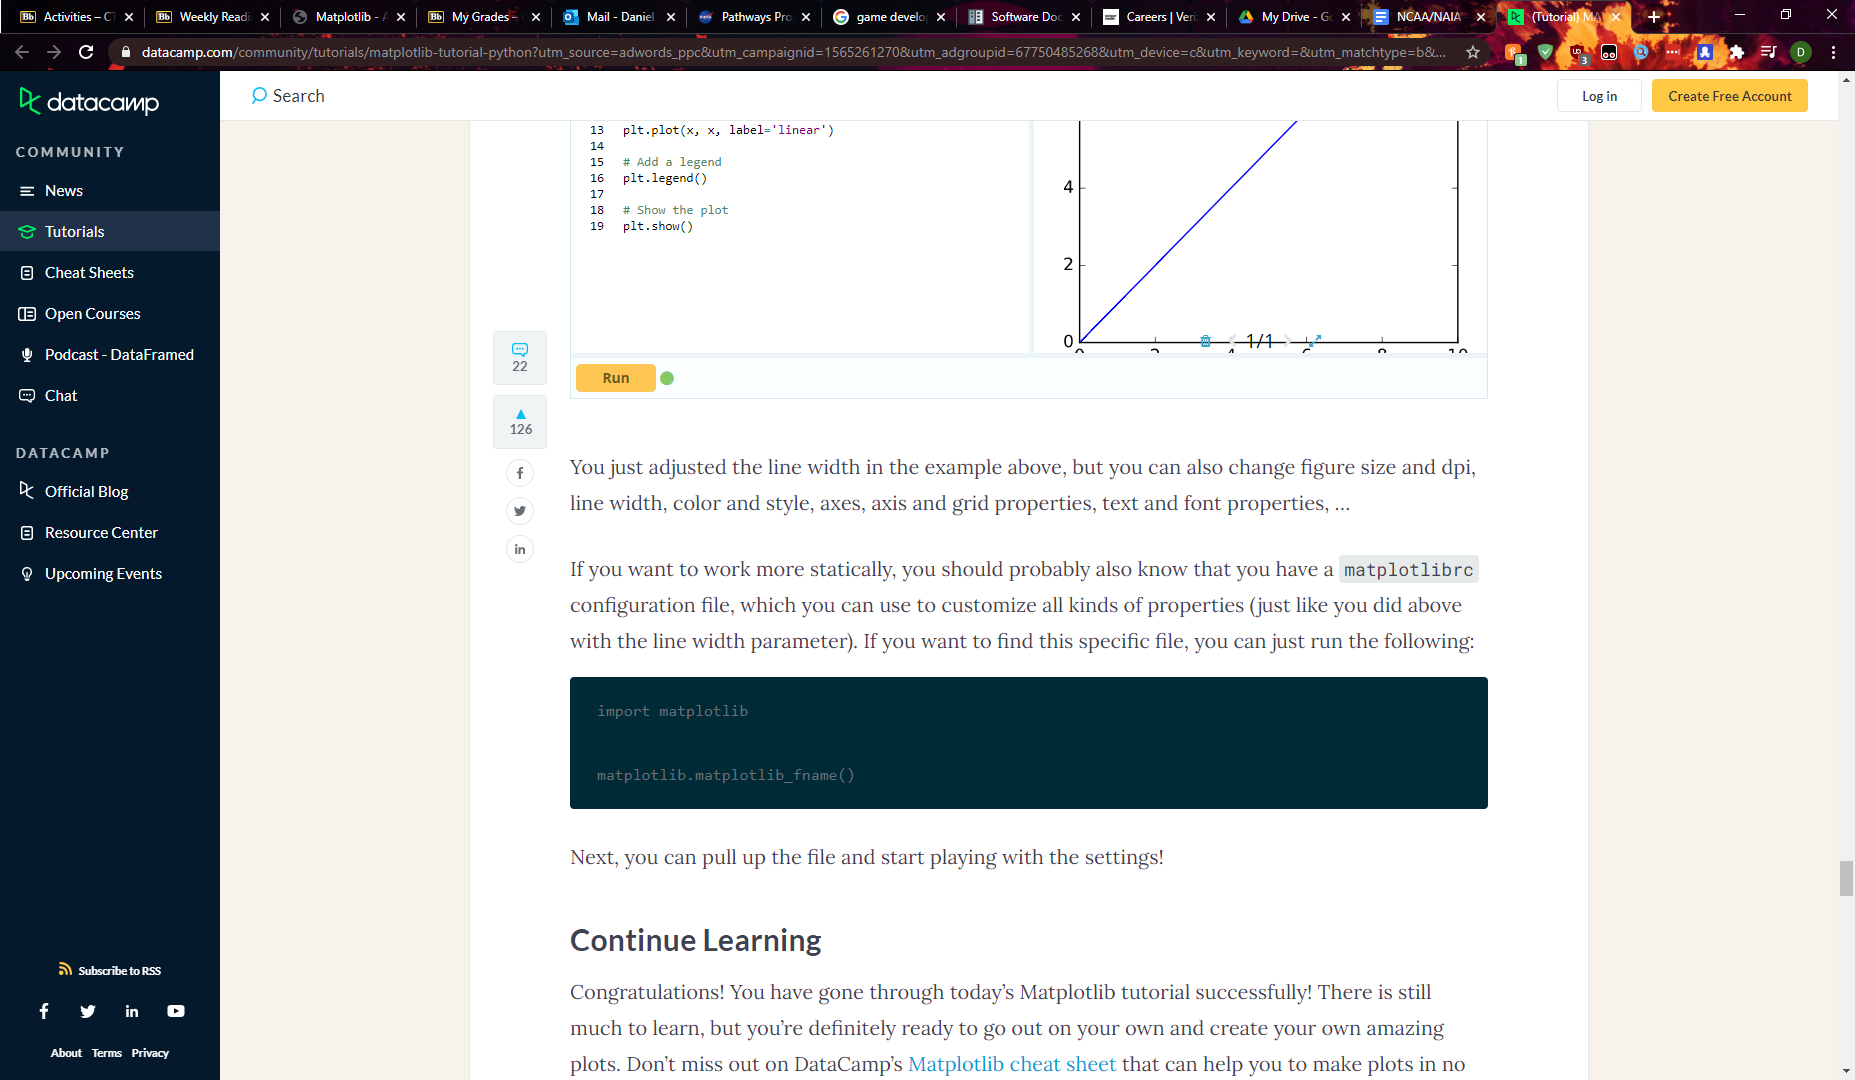 Activities – CT
Weekly Readi
Matplotlib - A
My Grades –
Mail - Daniel
Pathways Pro
game develo
Software Doc
Careers | Veri
My Drive - Go
NCAA/NAIA
(Tutorial) MA
datacamp.com/community/tutorials/matplotlib-tutorial-python?utm_source=adwords_ppc&utm_campaignid=1565261270&utm_adgroupid=67750485268&utm_device=c&utm_keyword=&utm_matchtype=b&...
datacamp
Search
Log in
Create Free Account
COMMUNITY
News
Tutorials
Cheat Sheets
Open Courses
Podcast - DataFramed
Chat
DATACAMP
Official Blog
Resource Center
Upcoming Events
Subscribe to RSS
About Terms Privacy
13 plt.plot(x, x, label='linear')
14
15 # Add a legend
16 plt.legend()
17
18 # Show the plot
19 plt.show()
4
2
0
1/1
Run
22
126
You just adjusted the line width in the example above, but you can also change figure size and dpi,
line width, color and style, axes, axis and grid properties, text and font properties, …
If you want to work more statically, you should probably also know that you have a matplotlibrc
configuration file, which you can use to customize all kinds of properties (just like you did above
with the line width parameter). If you want to find this specific file, you can just run the following:
import matplotlib
matplotlib.matplotlib_fname()
Next, you can pull up the file and start playing with the settings!
Continue Learning
Congratulations! You have gone through today's Matplotlib tutorial successfully! There is still
much to learn, but you're definitely ready to go out on your own and create your own amazing
plots. Don't miss out on DataCamp's Matplotlib cheat sheet that can help you to make plots in no